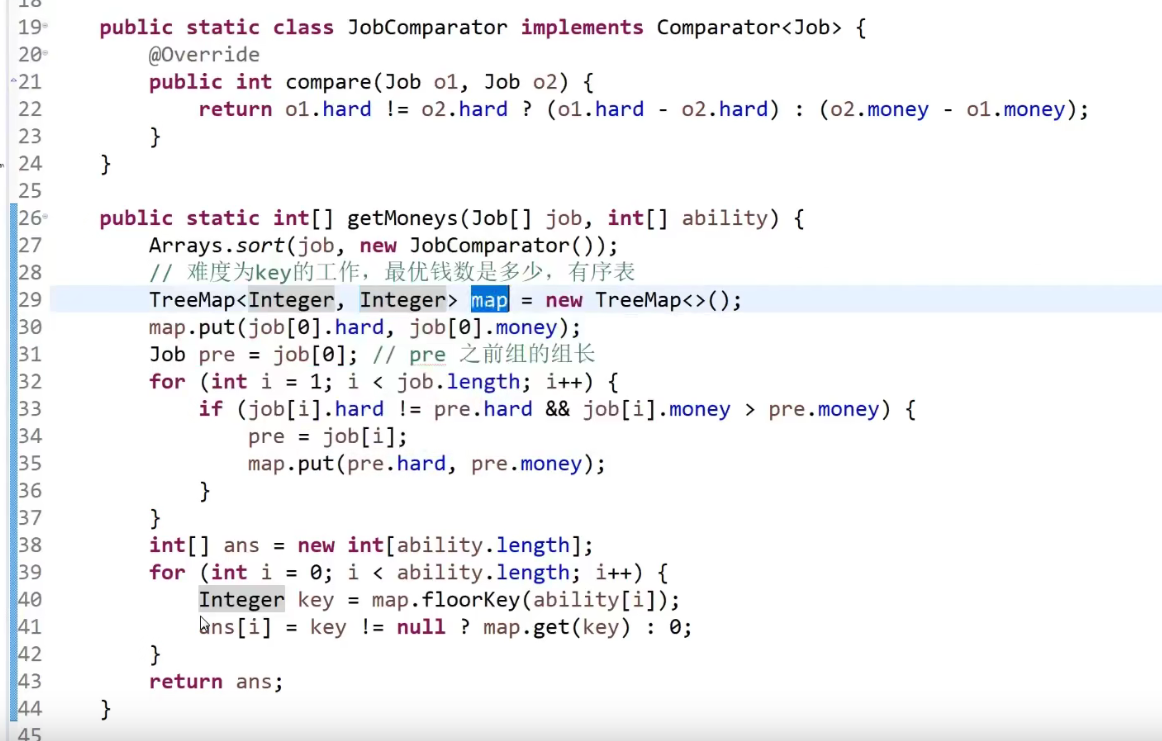 18
19 public static class JobComparator implements Comparator<Job> {
20 @Override
21 public int compare(Job o1, Job o2) {
22 return o1.hard != o2.hard ? (o1.hard - o2.hard) : (o2.money - o1.money);
23 }
24 }
25
26 public static int[] getMoneys(Job[] job, int[] ability) {
27 Arrays.sort(job, new JobComparator());
28 // 难度为key的工作，最优钱数是多少，有序表
29 TreeMap<Integer, Integer> map = new TreeMap<>();
30 map.put(job[0].hard, job[0].money);
31 Job pre = job[0]; // pre 之前组的组长
32 for (int i = 1; i < job.length; i++) {
33 if (job[i].hard != pre.hard && job[i].money > pre.money) {
34 pre = job[i];
35 map.put(pre.hard, pre.money);
36 }
37 }
38 int[] ans = new int[ability.length];
39 for (int i = 0; i < ability.length; i++) {
40 Integer key = map.floorKey(ability[i]);
41 ans[i] = key != null ? map.get(key) : 0;
42 }
43 return ans;
44 }
45